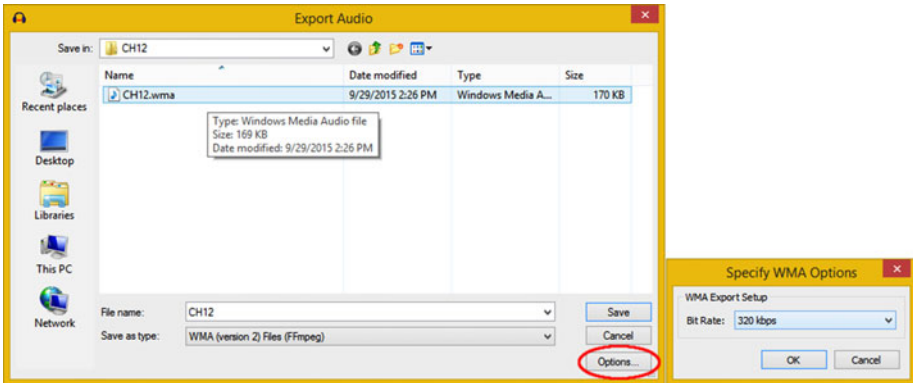 Export Audio
Save in: CH12
Name Date modified Type Size
CH12.wma 9/29/2015 2:26 PM Windows Media A... 170 KB
Type: Windows Media Audio file
Size: 169 KB
Date modified: 9/29/2015 2:26 PM
Recent places
Desktop
Libraries
This PC
Network
File name: CH12 Save
Save as type: WMA (version 2) Files (FFmpeg) Cancel
Options...
Specify WMA Options
WMA Export Setup
Bit Rate: 320 kbps
OK Cancel